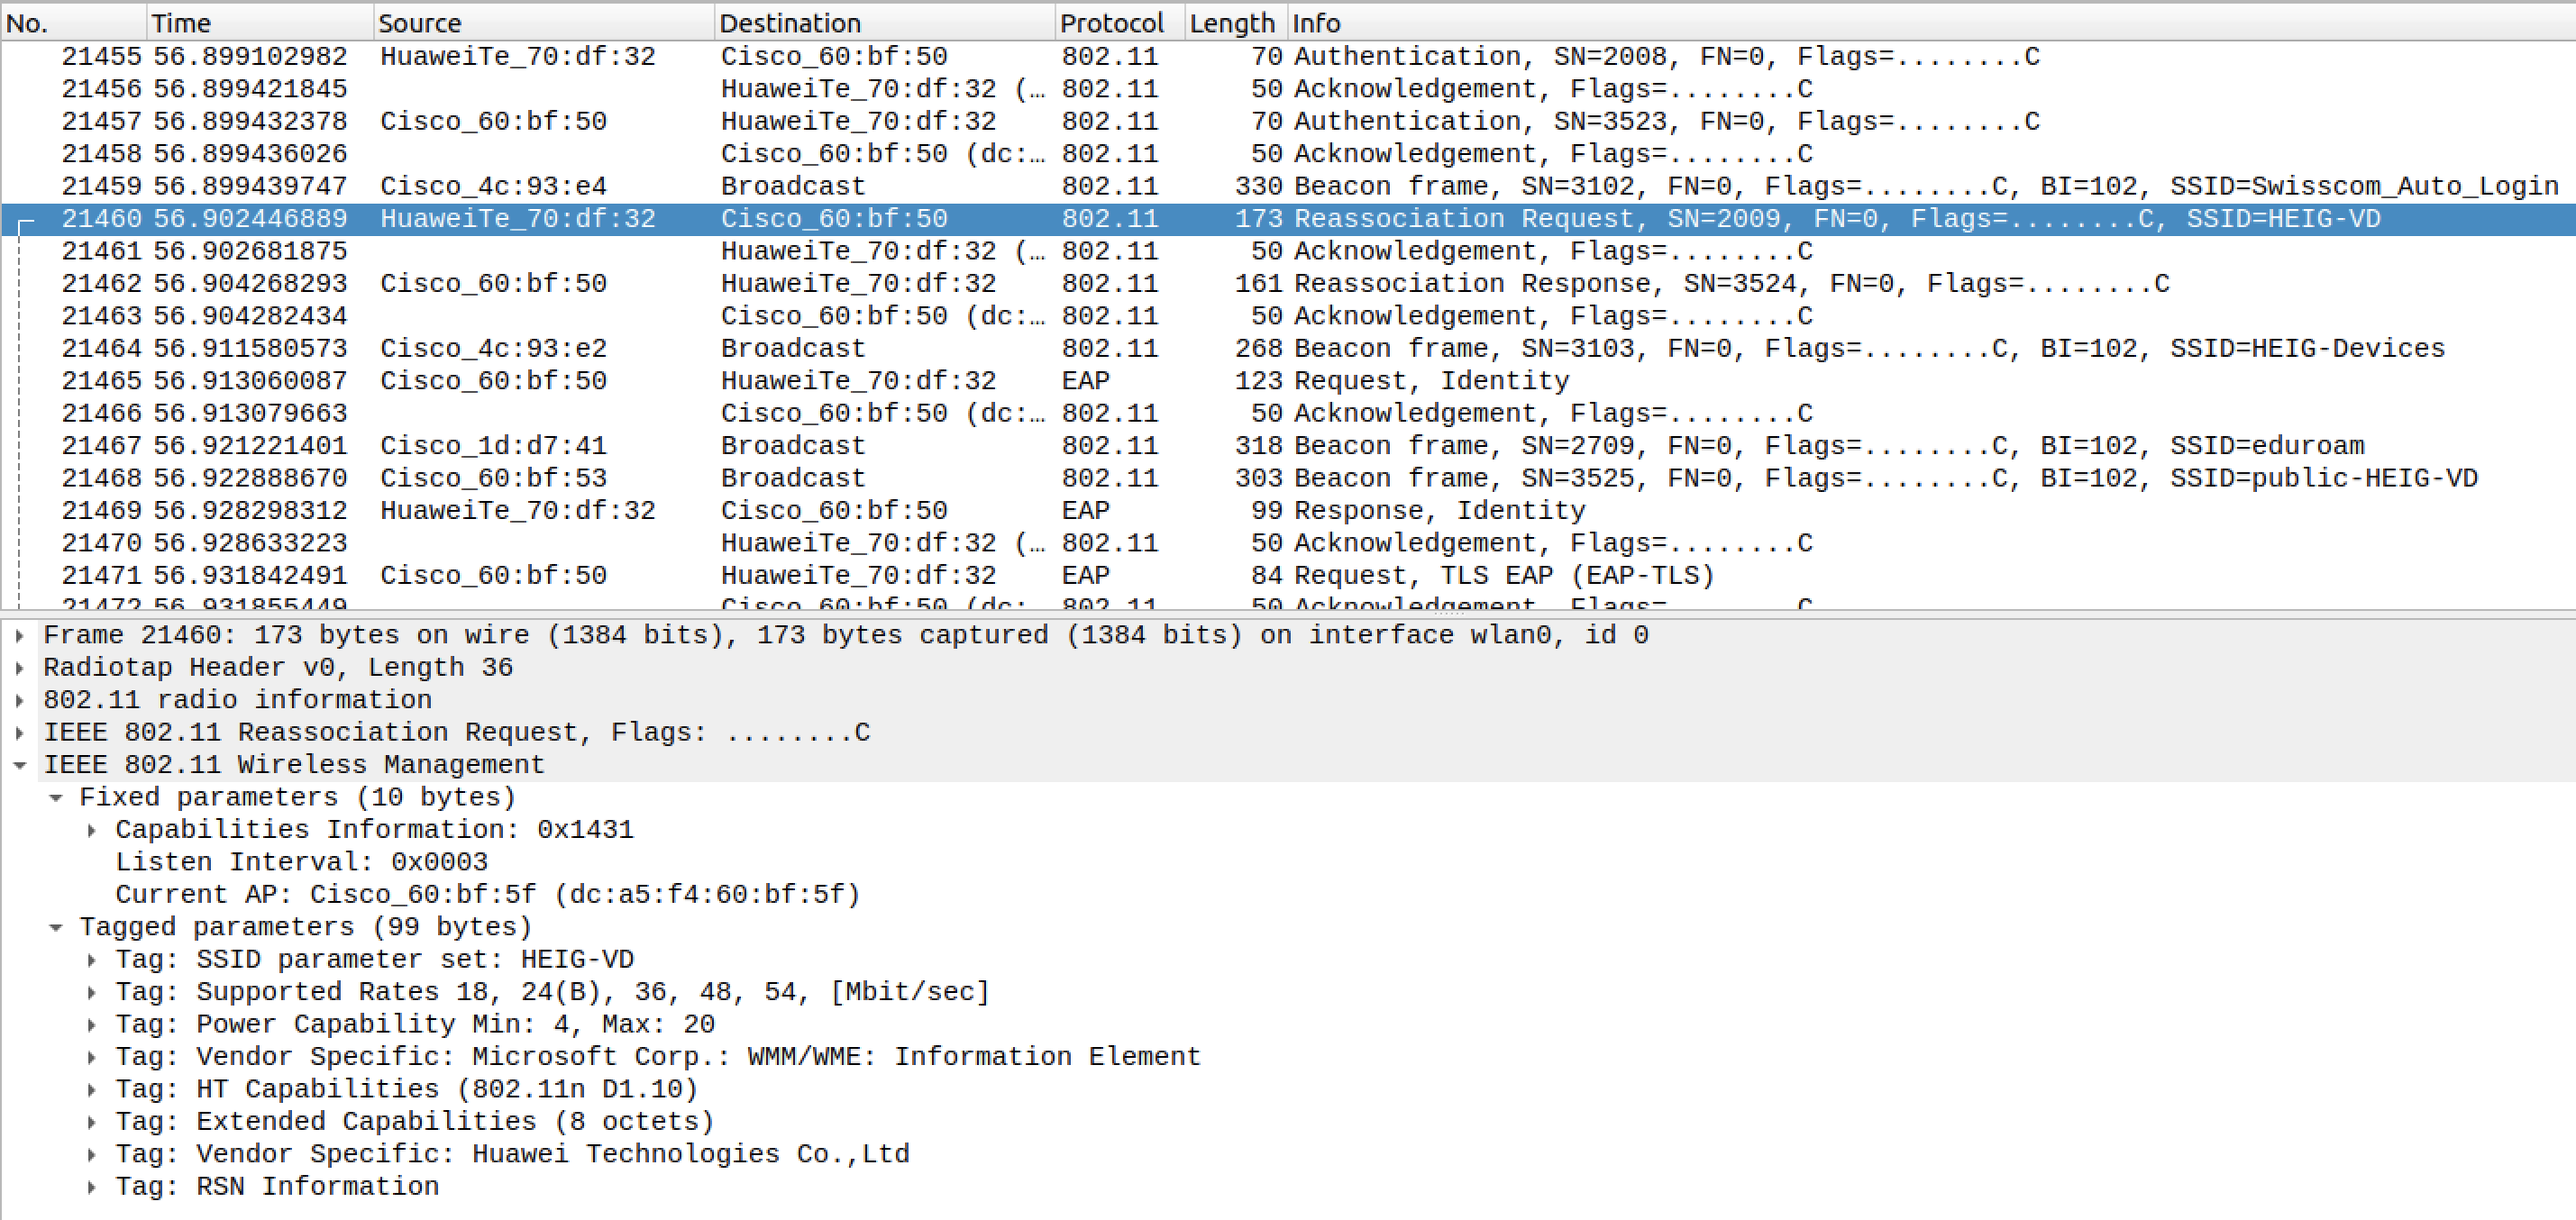 No. Time Source Destination Protocol Length Info
21455 56.899102982 HuaweiTe_70:df:32 Cisco_60:bf:50 802.11 70 Authentication, SN=2008, FN=0, Flags=........C
21456 56.899421845 HuaweiTe_70:df:32 (… 802.11 50 Acknowledgement, Flags=........C
21457 56.899432378 Cisco_60:bf:50 HuaweiTe_70:df:32 802.11 70 Authentication, SN=3523, FN=0, Flags=........C
21458 56.899436026 Cisco_60:bf:50 (dc:… 802.11 50 Acknowledgement, Flags=........C
21459 56.899439747 Cisco_4c:93:e4 Broadcast 802.11 330 Beacon frame, SN=3102, FN=0, Flags=........C, BI=102, SSID=Swisscom_Auto_Login
21460 56.902446889 HuaweiTe_70:df:32 Cisco_60:bf:50 802.11 173 Reassociation Request, SN=2009, FN=0, Flags=........C, SSID=HEIG-VD
21461 56.902681875 HuaweiTe_70:df:32 (… 802.11 50 Acknowledgement, Flags=........C
21462 56.904268293 Cisco_60:bf:50 HuaweiTe_70:df:32 802.11 161 Reassociation Response, SN=3524, FN=0, Flags=........C
21463 56.904282434 Cisco_60:bf:50 (dc:… 802.11 50 Acknowledgement, Flags=........C
21464 56.911580573 Cisco_4c:93:e2 Broadcast 802.11 268 Beacon frame, SN=3103, FN=0, Flags=........C, BI=102, SSID=HEIG-Devices
21465 56.913060087 Cisco_60:bf:50 HuaweiTe_70:df:32 EAP 123 Request, Identity
21466 56.913079663 Cisco_60:bf:50 (dc:… 802.11 50 Acknowledgement, Flags=........C
21467 56.921221401 Cisco_1d:d7:41 Broadcast 802.11 318 Beacon frame, SN=2709, FN=0, Flags=........C, BI=102, SSID=eduroam
21468 56.922888670 Cisco_60:bf:53 Broadcast 802.11 303 Beacon frame, SN=3525, FN=0, Flags=........C, BI=102, SSID=public-HEIG-VD
21469 56.928298312 HuaweiTe_70:df:32 Cisco_60:bf:50 EAP 99 Response, Identity
21470 56.928633223 HuaweiTe_70:df:32 (… 802.11 50 Acknowledgement, Flags=........C
21471 56.931842491 Cisco_60:bf:50 HuaweiTe_70:df:32 EAP 84 Request, TLS EAP (EAP-TLS)
21472 56.931855449 Cisco_60:bf:50 (dc: 802.11 50 Acknowledgement, Flags=........C
Frame 21460: 173 bytes on wire (1384 bits), 173 bytes captured (1384 bits) on interface wlan0, id 0
Radiotap Header v0, Length 36
802.11 radio information
IEEE 802.11 Reassociation Request, Flags: ........C
IEEE 802.11 Wireless Management
Fixed parameters (10 bytes)
Capabilities Information: 0x1431
Listen Interval: 0x0003
Current AP: Cisco_60:bf:5f (dc:a5:f4:60:bf:5f)
Tagged parameters (99 bytes)
Tag: SSID parameter set: HEIG-VD
Tag: Supported Rates 18, 24(B), 36, 48, 54, [Mbit/sec]
Tag: Power Capability Min: 4, Max: 20
Tag: Vendor Specific: Microsoft Corp.: WMM/WME: Information Element
Tag: HT Capabilities (802.11n D1.10)
Tag: Extended Capabilities (8 octets)
Tag: Vendor Specific: Huawei Technologies Co.,Ltd
Tag: RSN Information